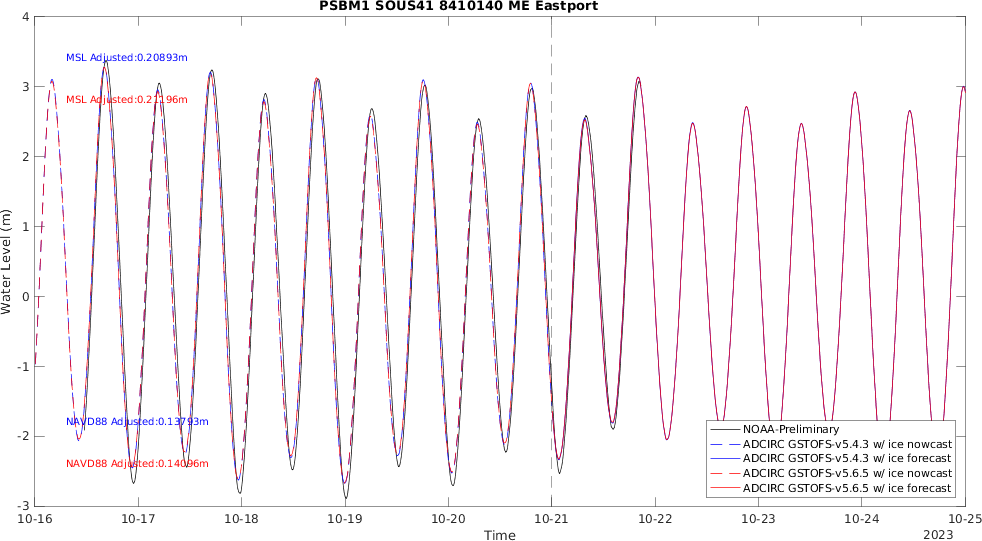 PSBM1 SOUS41 8410140 ME Eastport
4
3
2
1
0
-1
-2
-3
Water Level (m)
MSL Adjusted:0.20893m
MSL Adjusted:0.21196m
NAVD88 Adjusted:0.13793m
NAVD88 Adjusted:0.14096m
NOAA-Preliminary
ADCIRC GSTOFS-v5.4.3 w/ ice nowcast
ADCIRC GSTOFS-v5.4.3 w/ ice forecast
ADCIRC GSTOFS-v5.6.5 w/ ice nowcast
ADCIRC GSTOFS-v5.6.5 w/ ice forecast
10-16 10-17 10-18 10-19 10-20 10-21 10-22 10-23 10-24 10-25
Time
2023